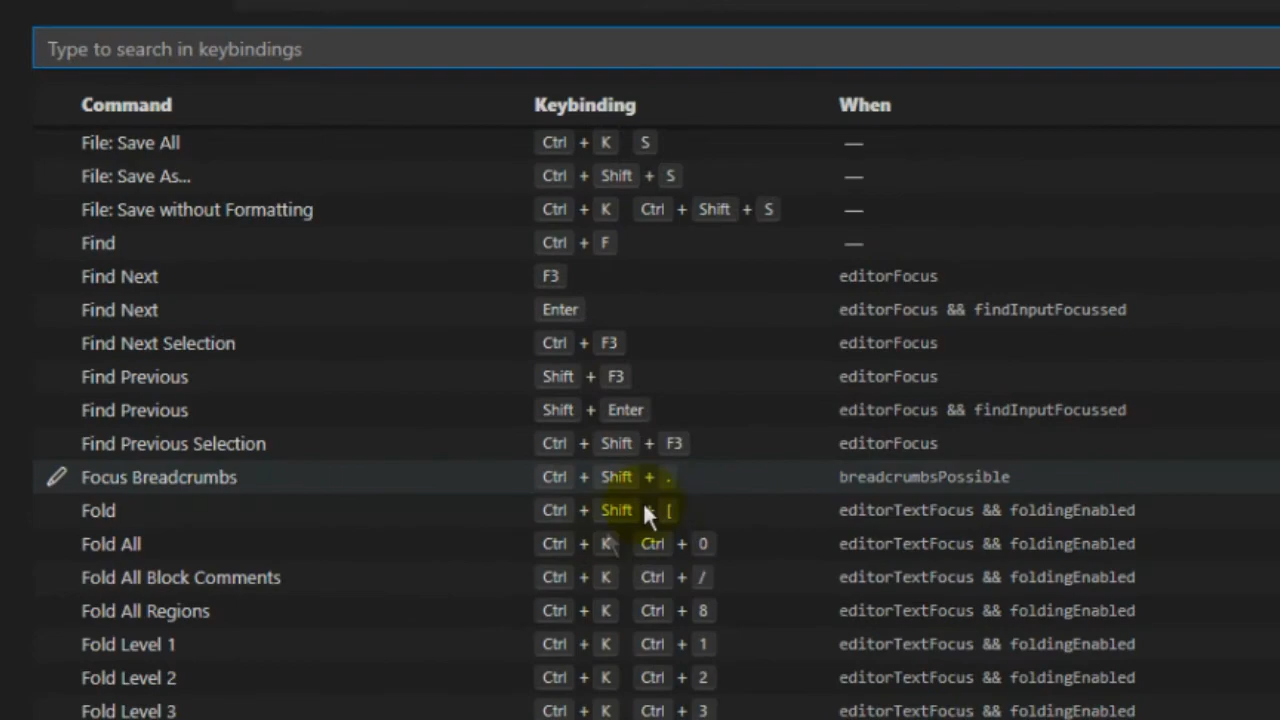 Type to search in keybindings
Command Keybinding When
File: Save All Ctrl + K S —
File: Save As... Ctrl + Shift + S —
File: Save without Formatting Ctrl + K Ctrl + Shift + S —
Find Ctrl + F —
Find Next F3 editorFocus
Find Next Enter editorFocus && findInputFocussed
Find Next Selection Ctrl + F3 editorFocus
Find Previous Shift + F3 editorFocus
Find Previous Shift + Enter editorFocus && findInputFocussed
Find Previous Selection Ctrl + Shift + F3 editorFocus
Focus Breadcrumbs Ctrl + Shift + . breadcrumbsPossible
Fold Ctrl + Shift + [ editorTextFocus && foldingEnabled
Fold All Ctrl + K Ctrl + 0 editorTextFocus && foldingEnabled
Fold All Block Comments Ctrl + K Ctrl + / editorTextFocus && foldingEnabled
Fold All Regions Ctrl + K Ctrl + 8 editorTextFocus && foldingEnabled
Fold Level 1 Ctrl + K Ctrl + 1 editorTextFocus && foldingEnabled
Fold Level 2 Ctrl + K Ctrl + 2 editorTextFocus && foldingEnabled
Fold Level 3 Ctrl + K Ctrl + 3 editorTextFocus && foldingEnabled